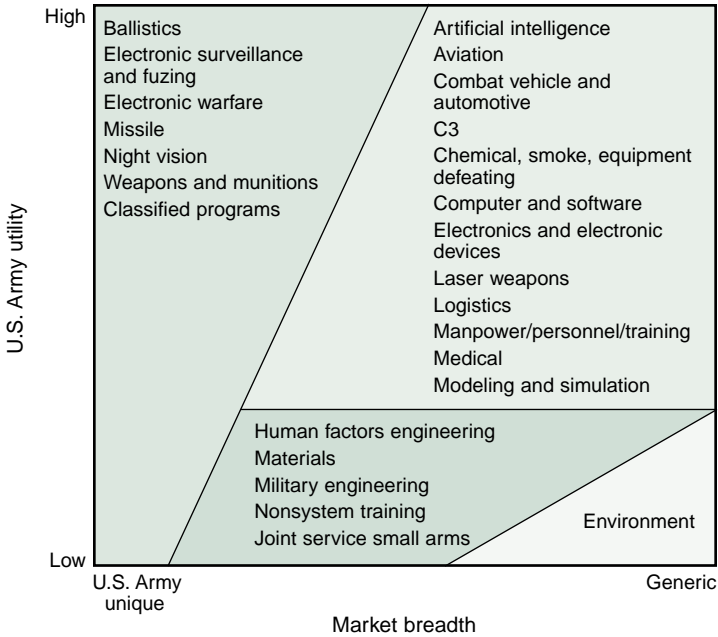 High
Ballistics
Electronic surveillance
and fuzing
Electronic warfare
Missile
Night vision
Weapons and munitions
Classified programs
Artificial intelligence
Aviation
Combat vehicle and
automotive
C3
Chemical, smoke, equipment
defeating
Computer and software
Electronics and electronic
devices
Laser weapons
Logistics
Manpower/personnel/training
Medical
Modeling and simulation
U.S. Army utility
Human factors engineering
Materials
Military engineering
Nonsystem training
Joint service small arms
Environment
Low
U.S. Army
unique
Generic
Market breadth